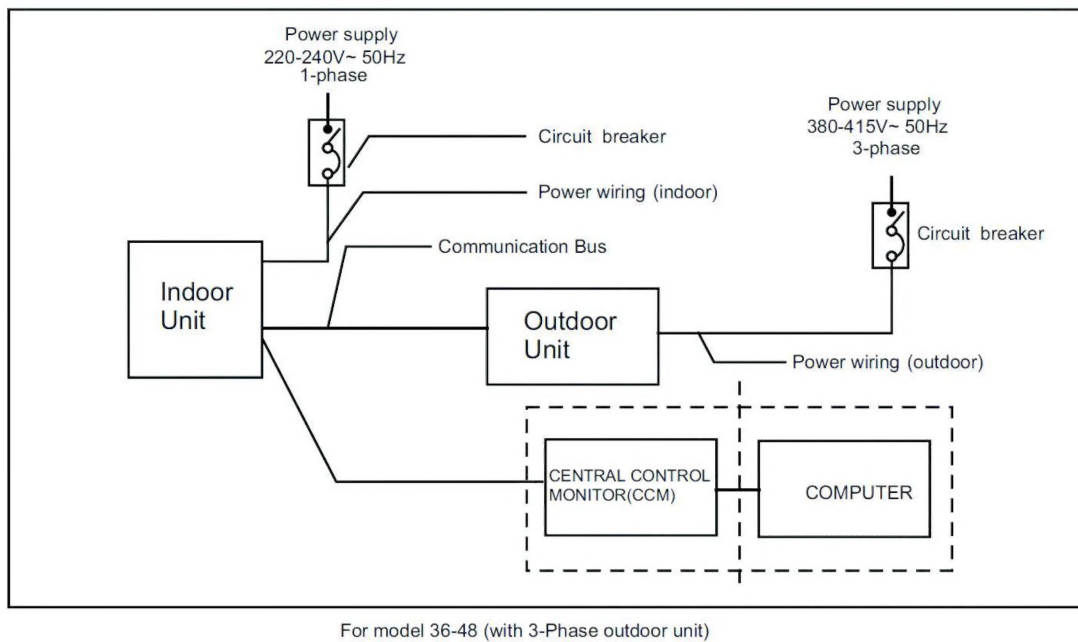 Power supply
220-240V~ 50Hz
1-phase
Circuit breaker
Power wiring (indoor)
Communication Bus
Power supply
380-415V~ 50Hz
3-phase
Circuit breaker
Indoor
Unit
Outdoor
Unit
Power wiring (outdoor)
CENTRAL CONTROL
MONITOR(CCM)
COMPUTER
For model 36-48 (with 3-Phase outdoor unit)